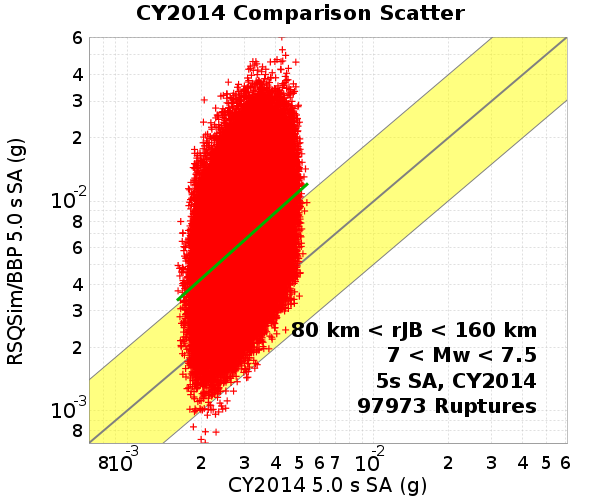 CY2014 Comparison Scatter
RSQSim/BBP 5.0 s SA (g)
6
4
3
2
10-2
8
6
4
3
2
10-3
8
80 km < rJB < 160 km
7 < Mw < 7.5
5s SA, CY2014
97973 Ruptures
8 10-3 2 3 4 5 6 7 10-2 2 3 4 5 6
CY2014 5.0 s SA (g)